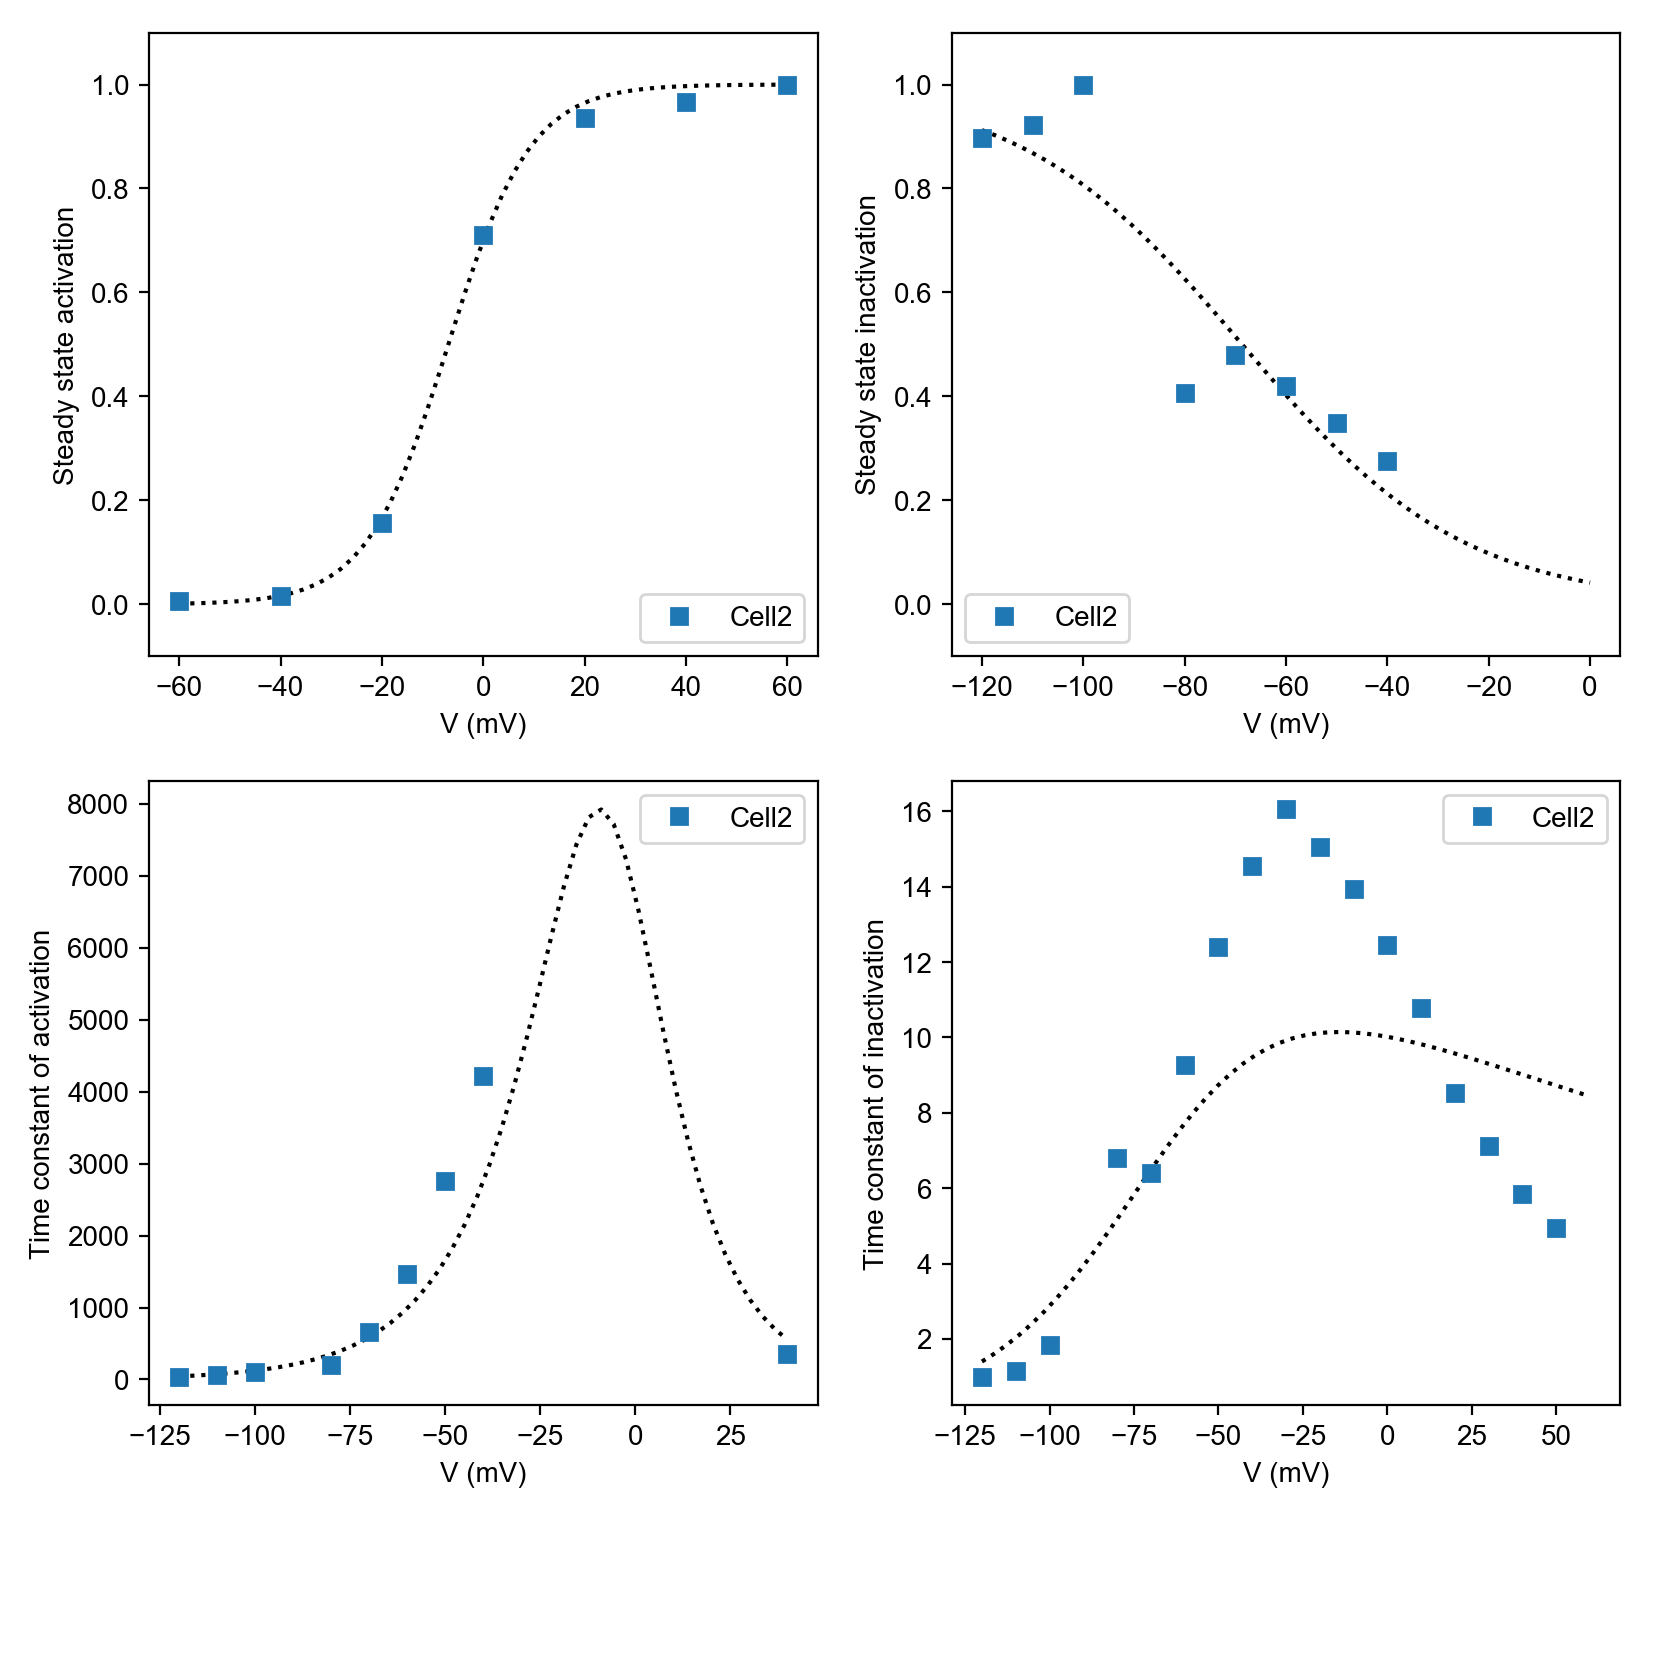 1.0
0.8
0.6
0.4
0.2
0.0
Steady state activation
Cell2
−60 −40 −20 0 20 40 60
V (mV)
1.0
0.8
0.6
0.4
0.2
0.0
Steady state inactivation
Cell2
−120 −100 −80 −60 −40 −20 0
V (mV)
8000
7000
6000
5000
4000
3000
2000
1000
0
Time constant of activation
Cell2
−125 −100 −75 −50 −25 0 25
V (mV)
16
14
12
10
8
6
4
2
Time constant of inactivation
Cell2
−125 −100 −75 −50 −25 0 25 50
V (mV)